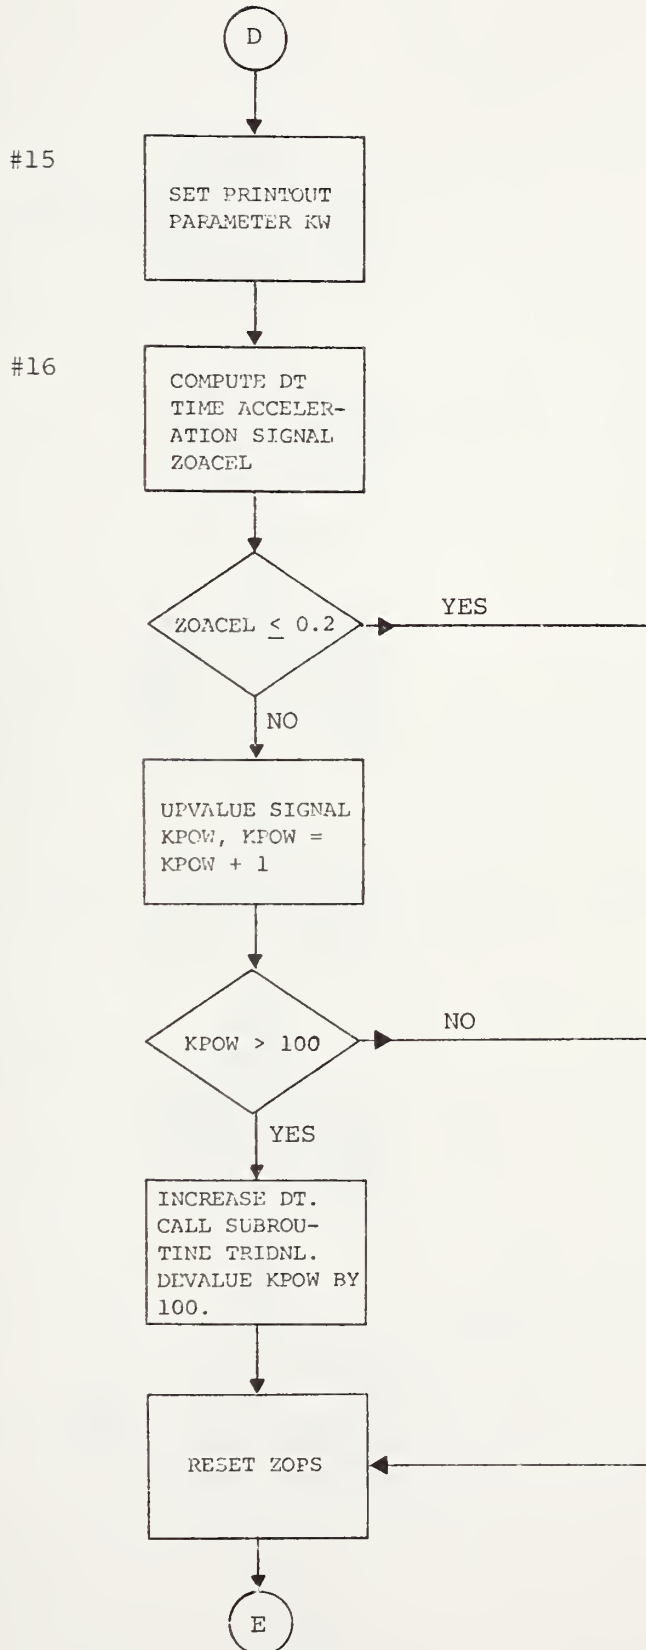 D
#15
SET PRINTOUT
PARAMETER KW
#16
COMPUTE DT
TIME ACCELER-
ATION SIGNAL
ZOACEL
ZOACEL ≤ 0.2
YES
NO
UPVALUE SIGNAL
KPOW, KPOW =
KPOW + 1
KPOW > 100
NO
YES
INCREASE DT.
CALL SUBROU-
TINE TRIDNL.
DEVALUE KPOW BY
100.
RESET ZOPS
E